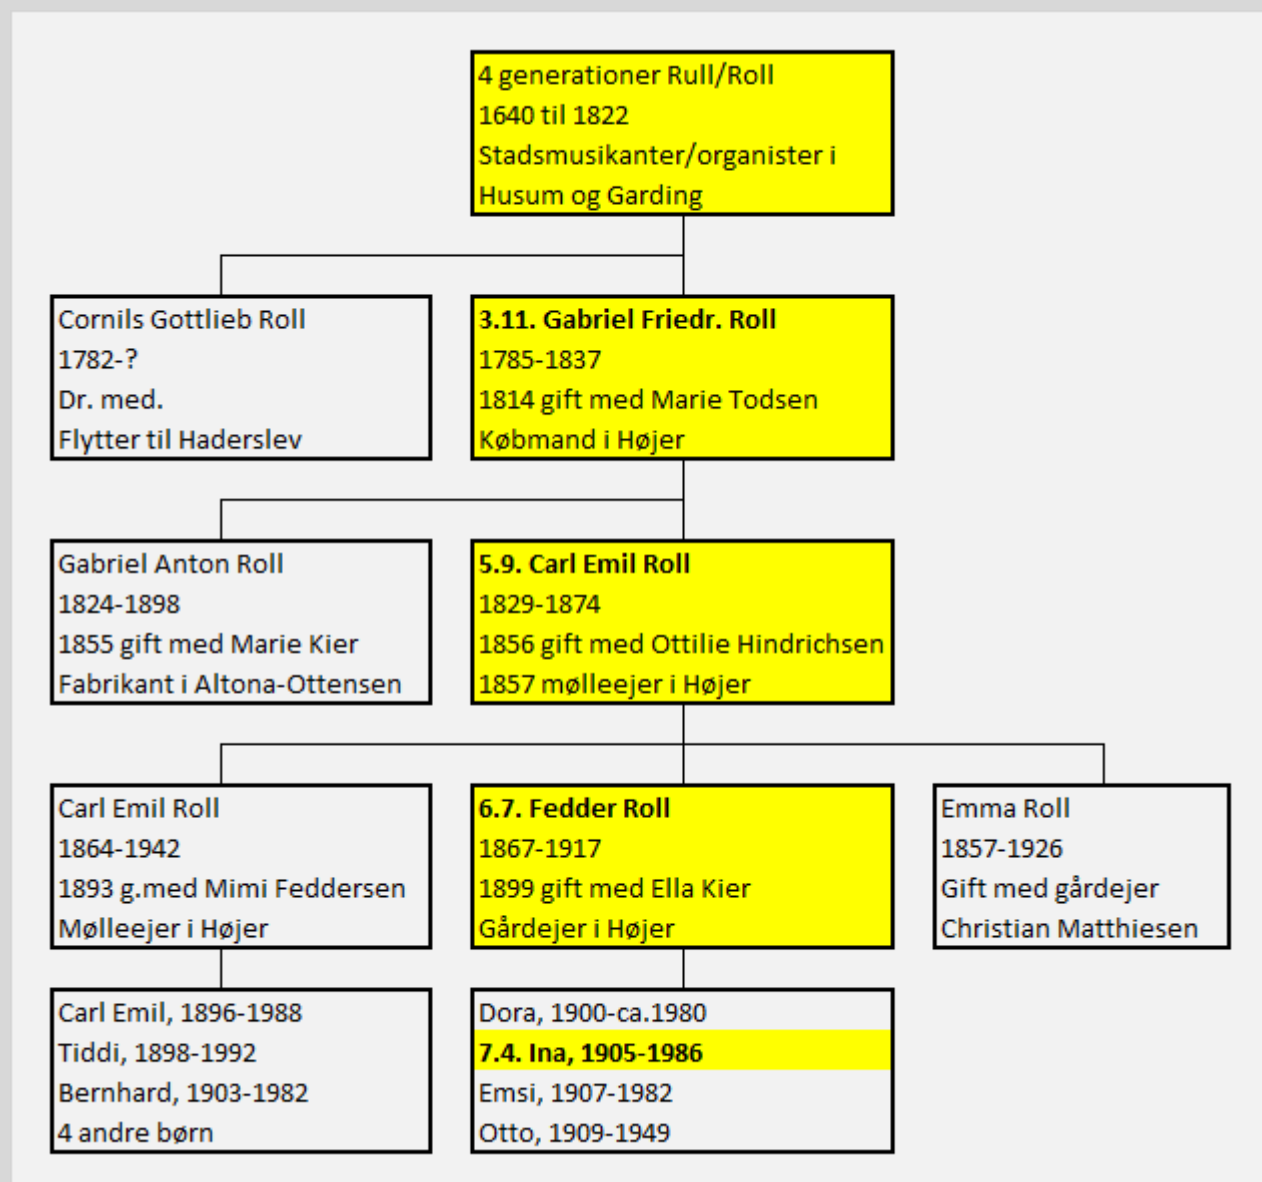 4 generationer Rull/Roll
1640 til 1822
Stadsmusikanter/organister i
Husum og Garding
Cornils Gottlieb Roll
1782-?
Dr. med.
Flytter til Haderslev
3.11. Gabriel Friedr. Roll
1785-1837
1814 gift med Marie Todsen
Købmand i Højer
Gabriel Anton Roll
1824-1898
1855 gift med Marie Kier
Fabrikant i Altona-Ottensen
5.9. Carl Emil Roll
1829-1874
1856 gift med Ottilie Hindrichsen
1857 mølleejer i Højer
Carl Emil Roll
1864-1942
1893 g.med Mimi Feddersen
Mølleejer i Højer
6.7. Fedder Roll
1867-1917
1899 gift med Ella Kier
Gårdejer i Højer
Emma Roll
1857-1926
Gift med gårdejer
Christian Matthiesen
Carl Emil, 1896-1988
Tiddi, 1898-1992
Bernhard, 1903-1982
4 andre børn
Dora, 1900-ca.1980
7.4. Ina, 1905-1986
Emsi, 1907-1982
Otto, 1909-1949